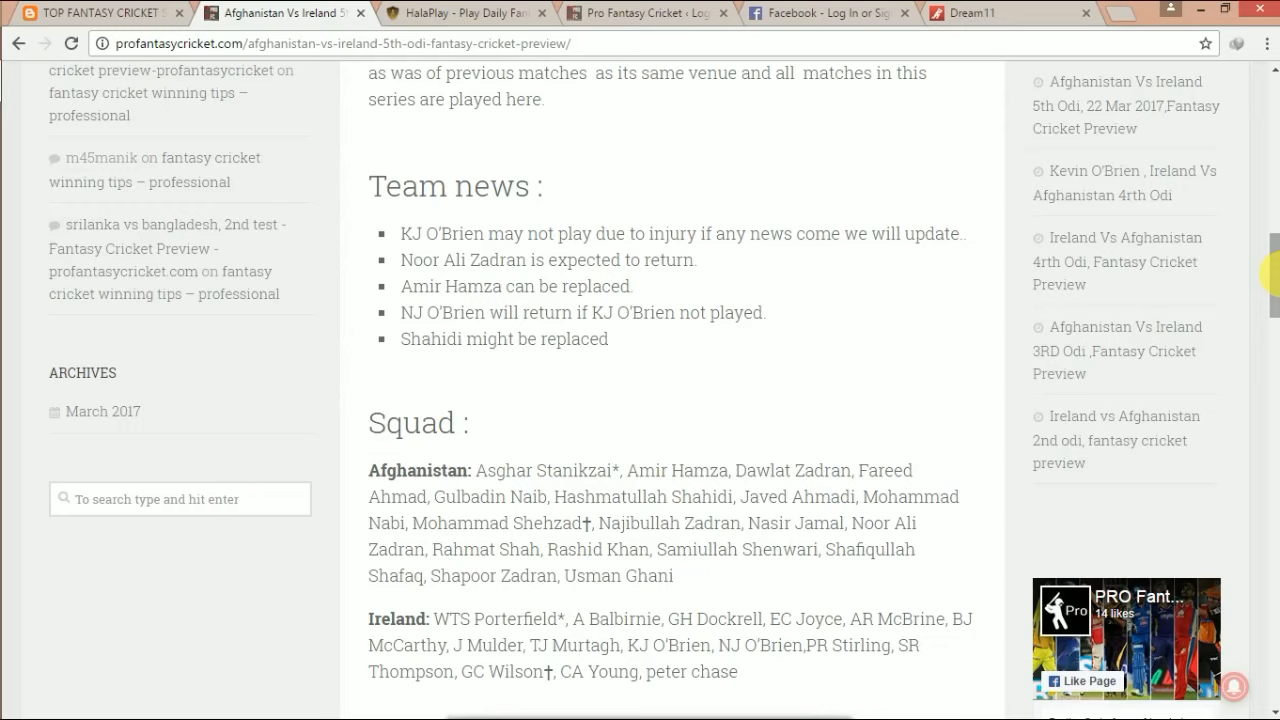 TOP FANTASY CRICKET
Afghanistan Vs Ireland 5
HalaPlay - Play Daily Fan
Pro Fantasy Cricket ‹ Log
Facebook - Log In or Sig
Dream11
profantasycricket.com/afghanistan-vs-ireland-5th-odi-fantasy-cricket-preview/
cricket preview-profantasycricket on
fantasy cricket winning tips –
professional
m45manik on fantasy cricket
winning tips – professional
srilanka vs bangladesh, 2nd test -
Fantasy Cricket Preview -
profantasycricket.com on fantasy
cricket winning tips – professional
ARCHIVES
March 2017
To search type and hit enter
as was of previous matches as its same venue and all matches in this
series are played here.
Team news :
KJ O’Brien may not play due to injury if any news come we will update..
Noor Ali Zadran is expected to return.
Amir Hamza can be replaced.
NJ O’Brien will return if KJ O’Brien not played.
Shahidi might be replaced
Squad :
Afghanistan: Asghar Stanikzai*, Amir Hamza, Dawlat Zadran, Fareed
Ahmad, Gulbadin Naib, Hashmatullah Shahidi, Javed Ahmadi, Mohammad
Nabi, Mohammad Shehzad†, Najibullah Zadran, Nasir Jamal, Noor Ali
Zadran, Rahmat Shah, Rashid Khan, Samiullah Shenwari, Shafiqullah
Shafaq, Shapoor Zadran, Usman Ghani
Ireland: WTS Porterfield*, A Balbirnie, GH Dockrell, EC Joyce, AR McBrine, BJ
McCarthy, J Mulder, TJ Murtagh, KJ O’Brien, NJ O’Brien,PR Stirling, SR
Thompson, GC Wilson†, CA Young, peter chase
Afghanistan Vs Ireland
5th Odi, 22 Mar 2017,Fantasy
Cricket Preview
Kevin O’Brien , Ireland Vs
Afghanistan 4rth Odi
Ireland Vs Afghanistan
4rth Odi, Fantasy Cricket
Preview
Afghanistan Vs Ireland
3RD Odi ,Fantasy Cricket
Preview
Ireland vs Afghanistan
2nd odi, fantasy cricket
preview
Pro
PRO Fant...
14 likes
Like Page